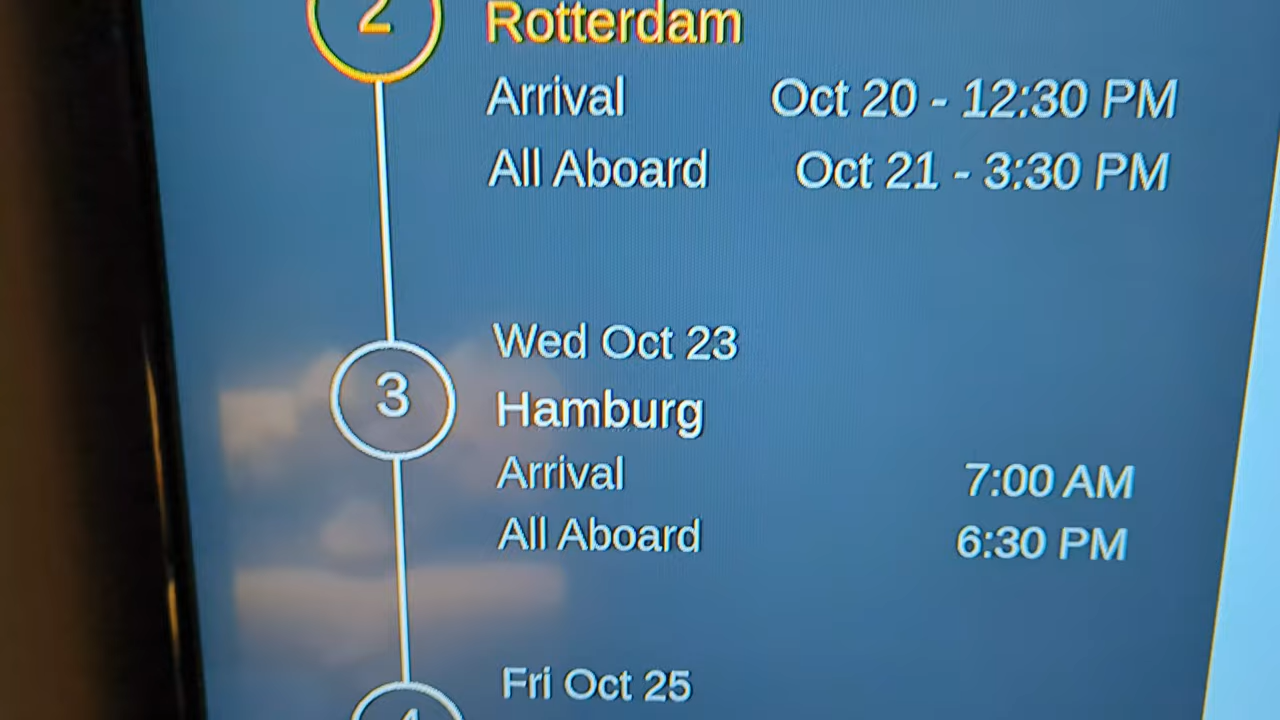 2
Rotterdam
Arrival Oct 20 - 12:30 PM
All Aboard Oct 21 - 3:30 PM
Wed Oct 23
3
Hamburg
Arrival 7:00 AM
All Aboard 6:30 PM
Fri Oct 25
4